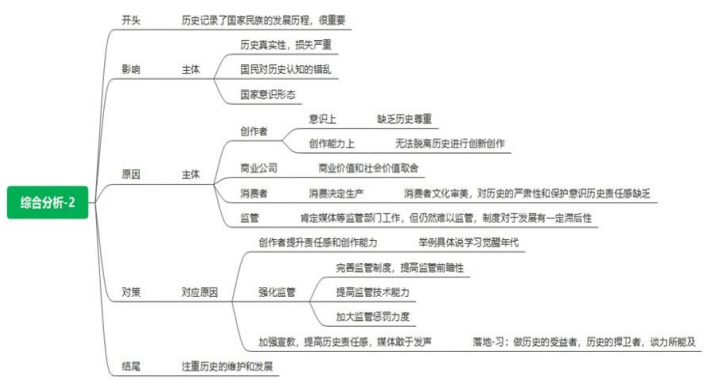 开头
历史记录了国家民族的发展历程，很重要
影响
主体
历史真实性，损失严重
国民对历史认知的错乱
国家意识形态
综合分析-2
原因
主体
创作者
意识上
缺乏历史尊重
创作能力上
无法脱离历史进行创新创作
商业公司
商业价值和社会价值取舍
消费者
消费决定生产
消费者文化审美，对历史的严肃性和保护意识历史责任感缺乏
监管
肯定媒体等监管部门工作，但仍然难以监管，制度对于发展有一定滞后性
对策
对应原因
创作者提升责任感和创作能力
举例具体说学习觉醒年代
强化监管
完善监管制度，提高监管前瞻性
提高监管技术能力
加大监管惩罚力度
加强宣教，提高历史责任感，媒体敢于发声
落地-习：做历史的受益者，历史的捍卫者，谈力所能及
结尾
注重历史的维护和发展